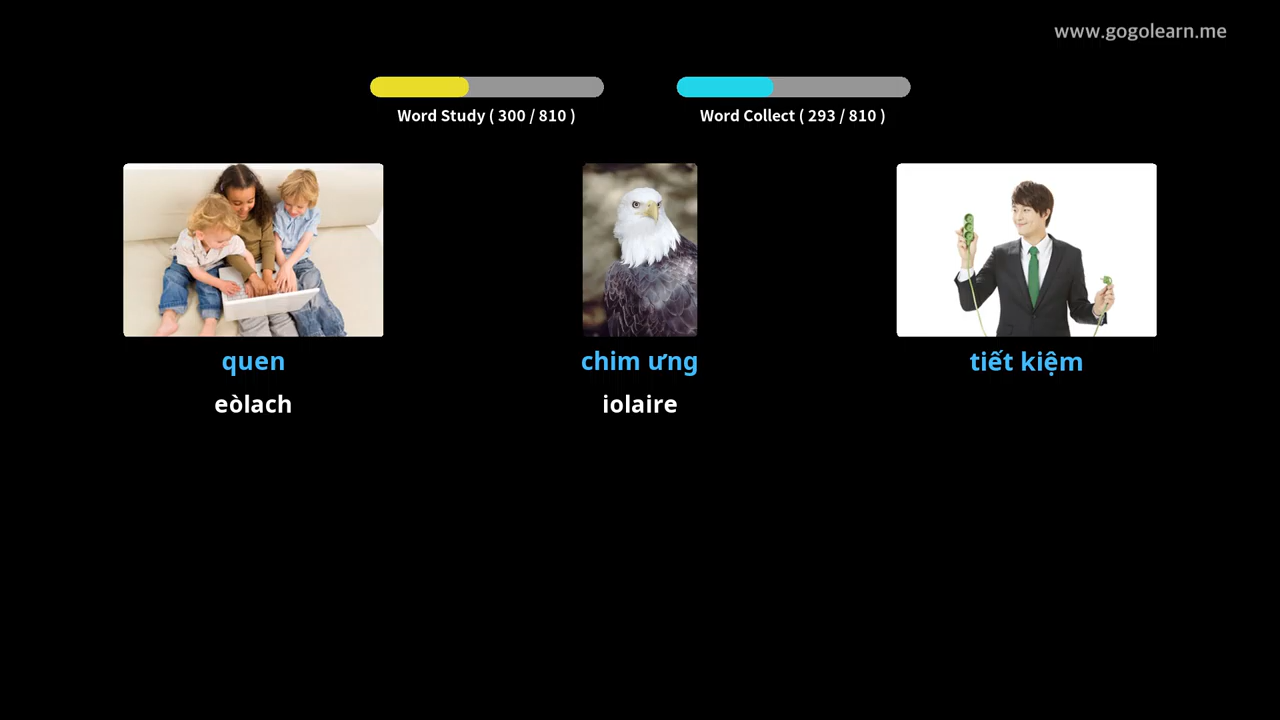 www.gogolearn.me
Word Study ( 300 / 810 )
Word Collect ( 293 / 810 )
quen
chim ưng
tiết kiệm
eòlach
iolaire